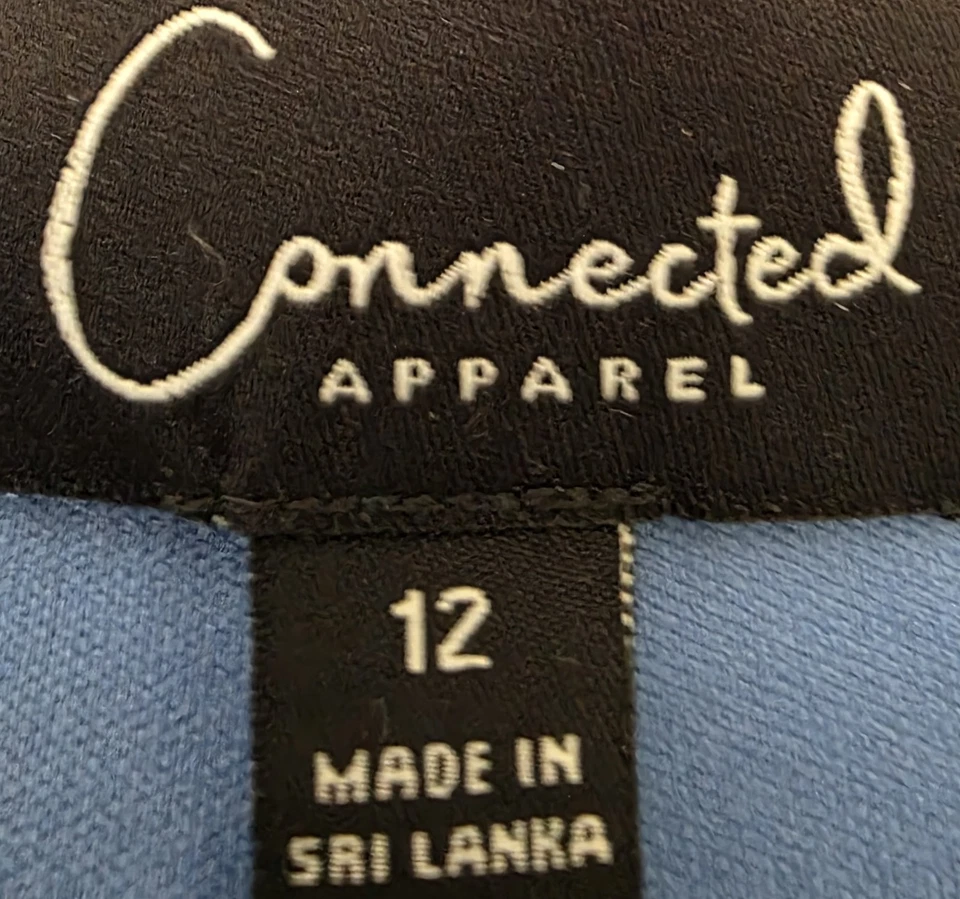 Connected
APPAREL
12
MADE IN
SRI LANKA